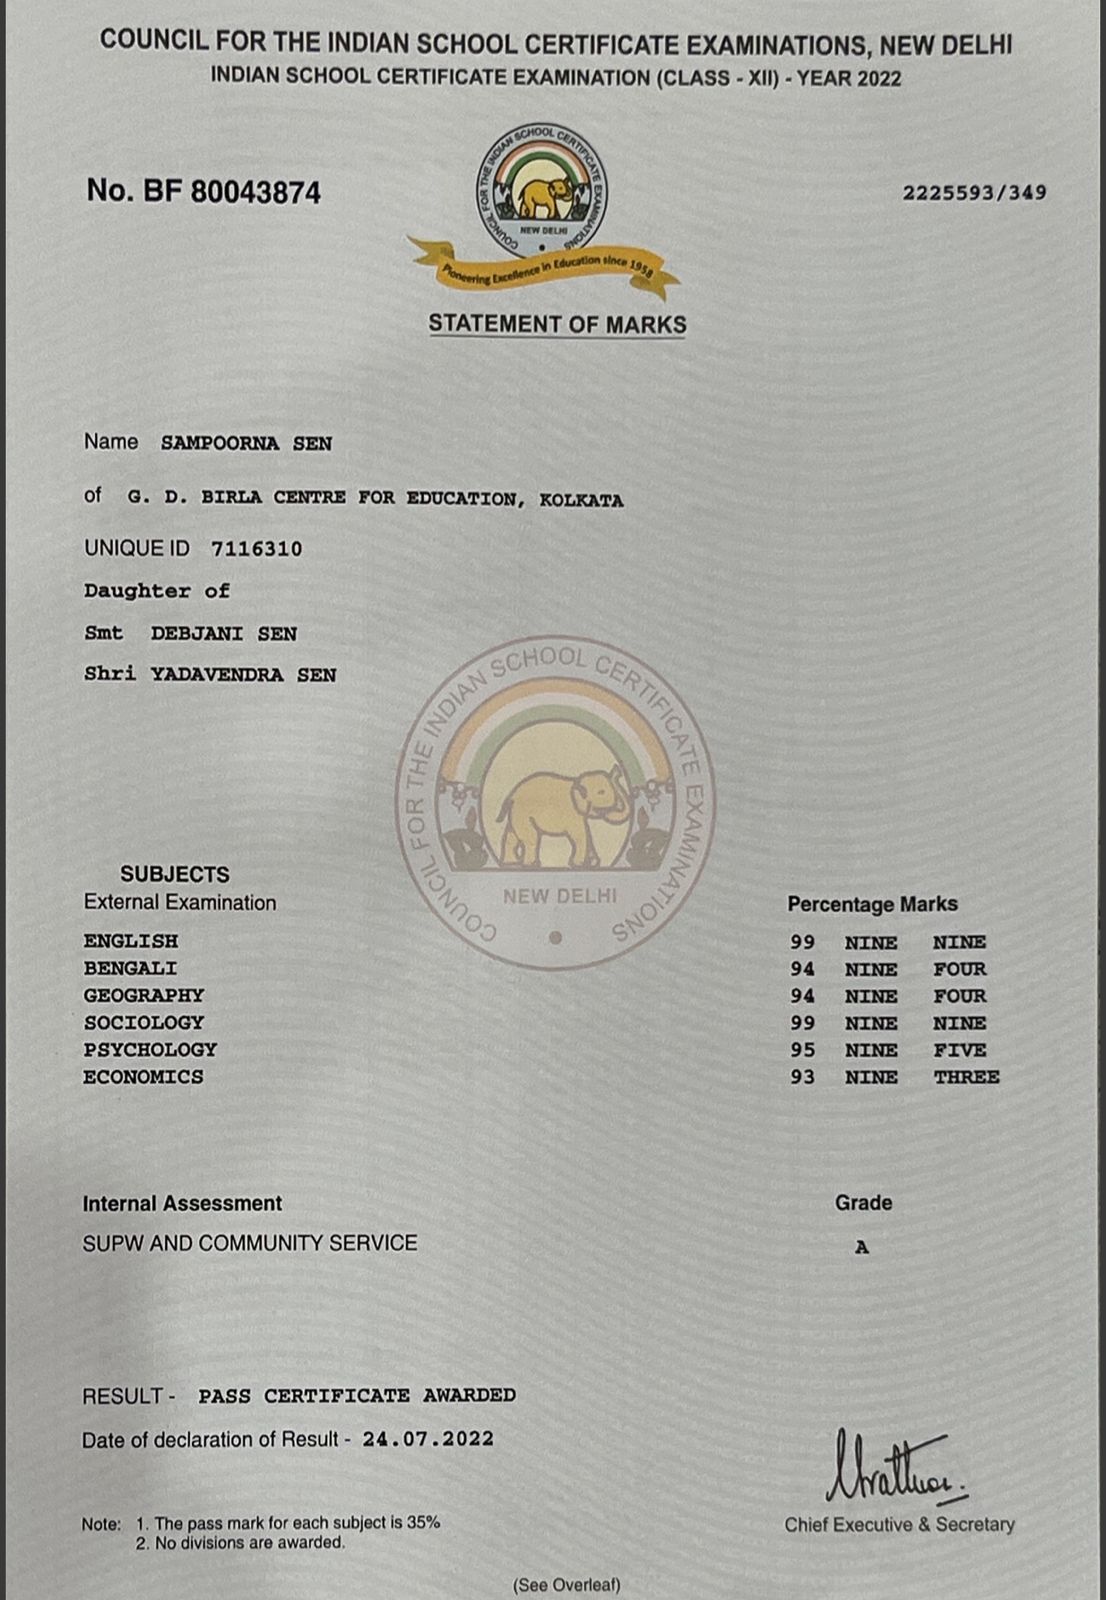 COUNCIL FOR THE INDIAN SCHOOL CERTIFICATE EXAMINATIONS, NEW DELHI
INDIAN SCHOOL CERTIFICATE EXAMINATION (CLASS - XII) - YEAR 2022
No. BF 80043874
COUNCIL FOR THE INDIAN SCHOOL CERTIFICATE EXAMINATIONS
NEW DELHI
2225593/349
Pioneering Excellence in Education since 1958
STATEMENT OF MARKS
Name SAMPOORNA SEN
of G. D. BIRLA CENTRE FOR EDUCATION, KOLKATA
UNIQUE ID 7116310
Daughter of
Smt DEBJANI SEN
Shri YADAVENDRA SEN
COUNCIL FOR THE INDIAN SCHOOL CERTIFICATE EXAMINATIONS
NEW DELHI
SUBJECTS
External Examination Percentage Marks
ENGLISH 99 NINE NINE
BENGALI 94 NINE FOUR
GEOGRAPHY 94 NINE FOUR
SOCIOLOGY 99 NINE NINE
PSYCHOLOGY 95 NINE FIVE
ECONOMICS 93 NINE THREE
Internal Assessment Grade
SUPW AND COMMUNITY SERVICE A
RESULT - PASS CERTIFICATE AWARDED
Date of declaration of Result - 24.07.2022
Chief Executive & Secretary
Note: 1. The pass mark for each subject is 35%
2. No divisions are awarded.
(See Overleaf)